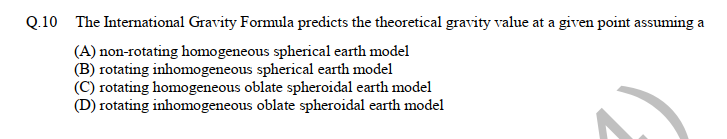 Q.10 The International Gravity Formula predicts the theoretical gravity value at a given point assuming a
(A) non-rotating homogeneous spherical earth model
(B) rotating inhomogeneous spherical earth model
(C) rotating homogeneous oblate spheroidal earth model
(D) rotating inhomogeneous oblate spheroidal earth model